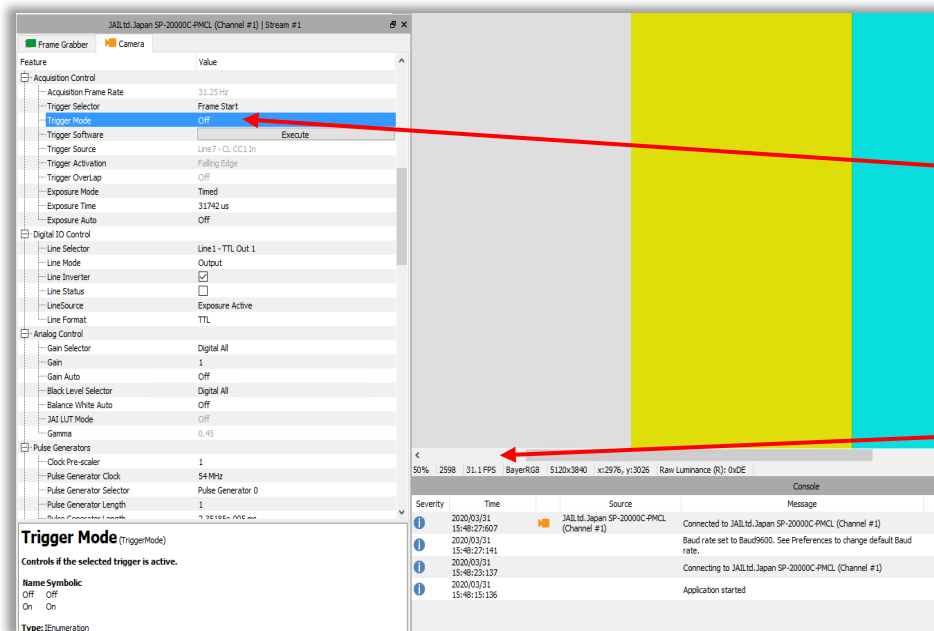 JAILtd.Japan SP-20000C-PMCL (Channel #1) | Stream #1
Frame Grabber Camera
Feature Value
Acquisition Control
Acquisition Frame Rate 31.25 Hz
Trigger Selector Frame Start
Trigger Mode Off
Trigger Software Execute
Trigger Source Line7 - CL CC1 In
Trigger Activation Falling Edge
Trigger OverLap Off
Exposure Mode Timed
Exposure Time 31742 us
Exposure Auto Off
Digital IO Control
Line Selector Line1 - TTL Out 1
Line Mode Output
Line Inverter
Line Status
LineSource Exposure Active
Line Format TTL
Analog Control
Gain Selector Digital All
Gain 1
Gain Auto Off
Black Level Selector Digital All
Balance White Auto Off
JAI LUT Mode Off
Gamma 0.45
Pulse Generators
Clock Pre-scaler 1
Pulse Generator Clock 54 MHz
Pulse Generator Selector Pulse Generator 0
Pulse Generator Length 1
Pulse Generator Length
Trigger Mode (TriggerMode)
Controls if the selected trigger is active.
Name Symbolic
Off Off
On On
Type: IEnumeration
50% 2598 31.1 FPS BayerRG8 5120x3840 x:2976, y:3026 Raw Luminance (R): 0xDE
Console
Severity Time Source Message
2020/03/31
15:48:27:607
JAILtd.Japan SP-20000C-PMCL
(Channel #1)
Connected to JAILtd.Japan SP-20000C-PMCL (Channel #1)
2020/03/31
15:48:27:141
Baud rate set to Baud9600. See Preferences to change default Baud
rate.
2020/03/31
15:48:23:137
Connecting to JAILtd.Japan SP-20000C-PMCL (Channel #1)
2020/03/31
15:48:15:136
Application started